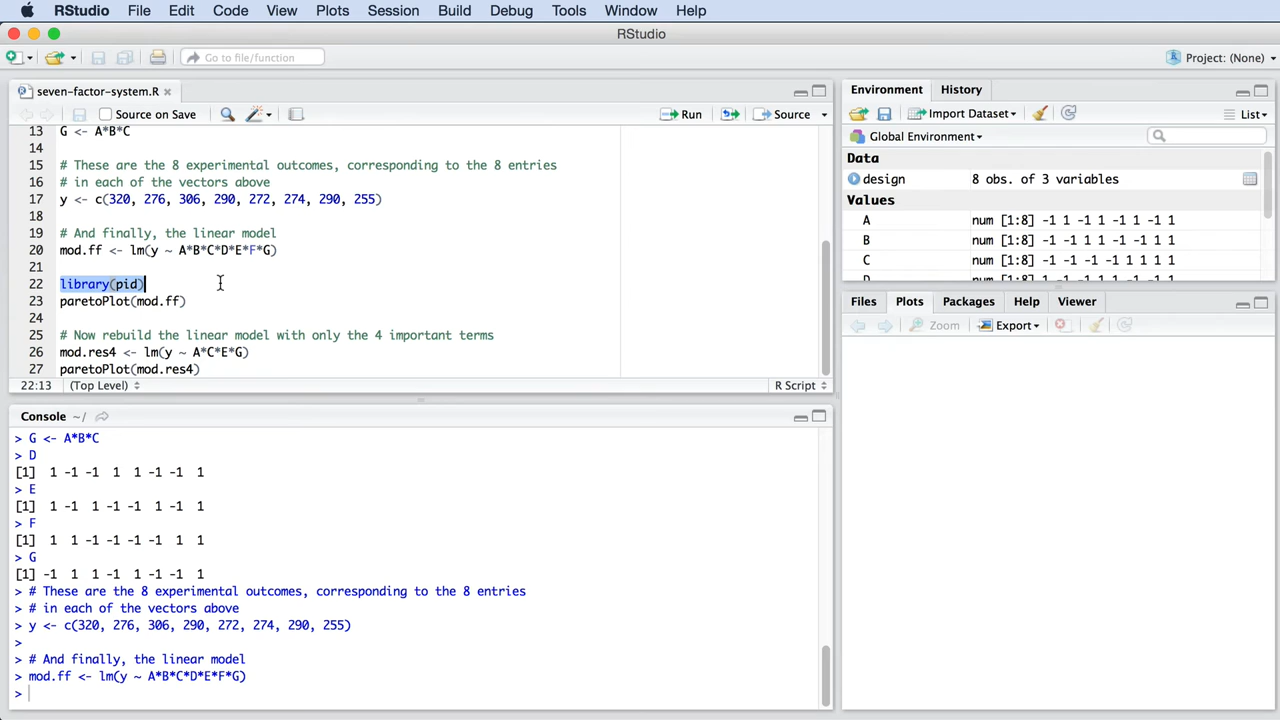 RStudio File Edit Code View Plots Session Build Debug Tools Window Help
RStudio
Go to file/function
Project: (None)
seven-factor-system.R
Source on Save
Run
Source
13 G <- A*B*C
14
15 # These are the 8 experimental outcomes, corresponding to the 8 entries
16 # in each of the vectors above
17 y <- c(320, 276, 306, 290, 272, 274, 290, 255)
18
19 # And finally, the linear model
20 mod.ff <- lm(y ~ A*B*C*D*E*F*G)
21
22 library(pid)
23 paretoPlot(mod.ff)
24
25 # Now rebuild the linear model with only the 4 important terms
26 mod.res4 <- lm(y ~ A*C*E*G)
27 paretoPlot(mod.res4)
22:13 (Top Level) R Script
Console ~/
> G <- A*B*C
> D
[1] 1 -1 -1 1 1 -1 -1 1
> E
[1] 1 -1 1 -1 -1 1 -1 1
> F
[1] 1 1 -1 -1 -1 -1 1 1
> G
[1] -1 1 1 -1 1 -1 -1 1
> # These are the 8 experimental outcomes, corresponding to the 8 entries
> # in each of the vectors above
> y <- c(320, 276, 306, 290, 272, 274, 290, 255)
>
> # And finally, the linear model
> mod.ff <- lm(y ~ A*B*C*D*E*F*G)
>
Environment History
Import Dataset List
Global Environment
Data
design 8 obs. of 3 variables
Values
A num [1:8] -1 1 -1 1 -1 1 -1 1
B num [1:8] -1 -1 1 1 -1 -1 1 1
C num [1:8] -1 -1 -1 -1 1 1 1 1
Files Plots Packages Help Viewer
Zoom Export